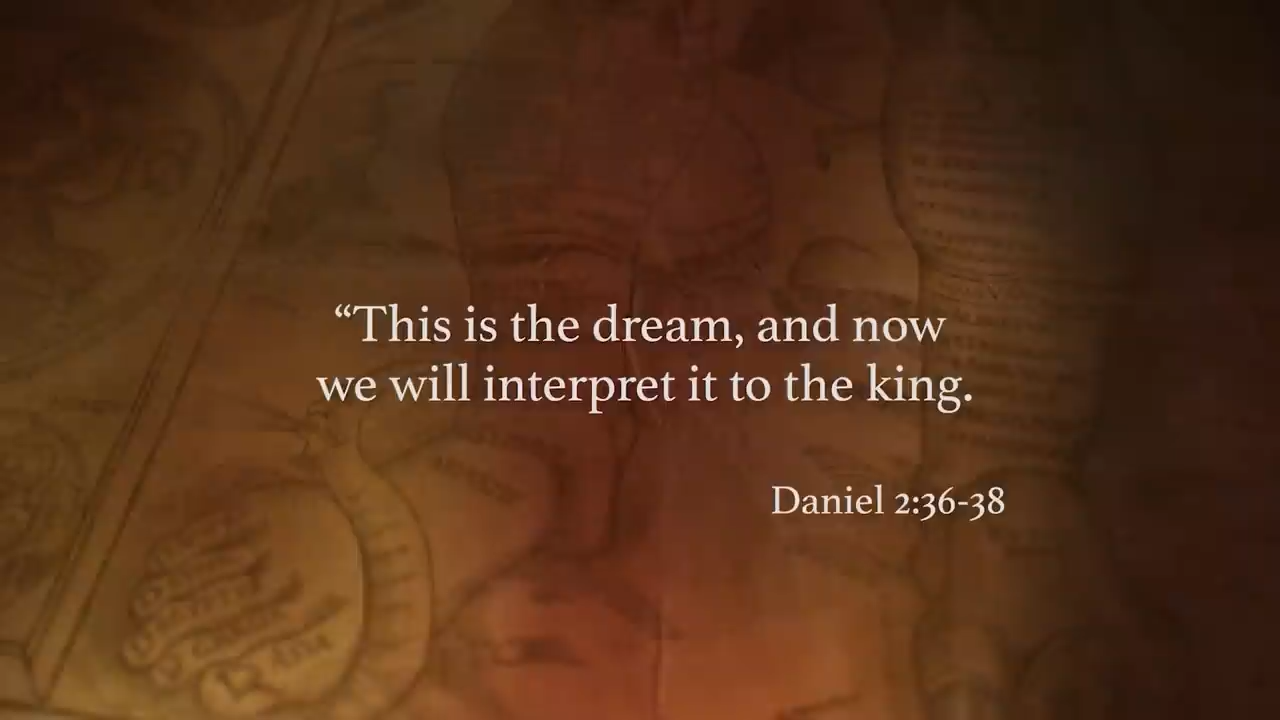 “This is the dream, and now
we will interpret it to the king.
Daniel 2:36-38